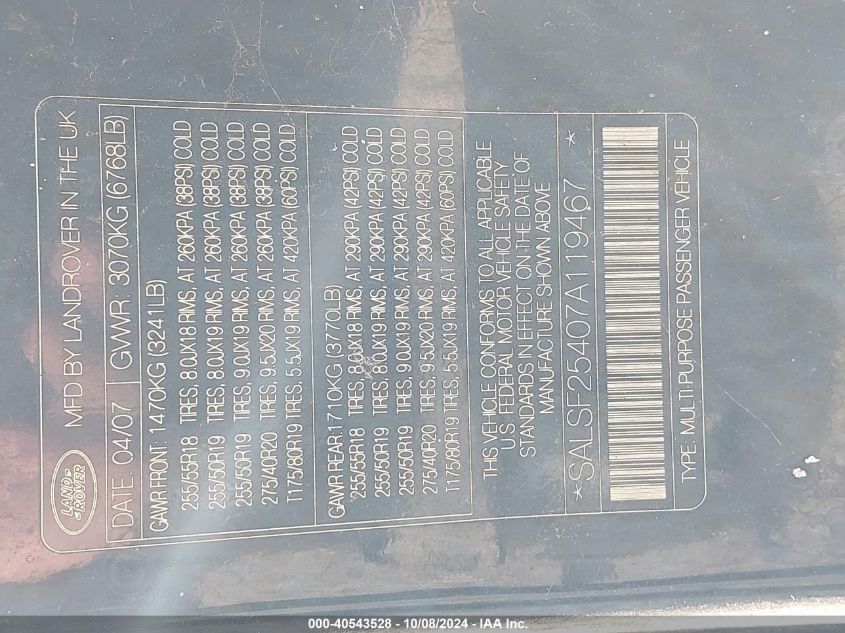 LAND
ROVER
MFD BY LANDROVER IN THE UK
DATE: 04/07 GVWR: 3070KG (6768LB)
GAWR FRONT: 1470KG (3241LB)
255/55R18 TIRES, 8.0JX18 RIMS, AT 260KPA (38PSI) COLD
255/50R19 TIRES, 8.0JX19 RIMS, AT 260KPA (38PSI) COLD
255/50R19 TIRES, 9.0JX19 RIMS, AT 260KPA (38PSI) COLD
275/40R20 TIRES, 9.5JX20 RIMS, AT 260KPA (38PSI) COLD
T175/80R19 TIRES, 5.5JX19 RIMS, AT 420KPA (60PSI) COLD
GAWR REAR: 1710KG (3770LB)
255/55R18 TIRES, 8.0JX18 RIMS, AT 290KPA (42PSI) COLD
255/50R19 TIRES, 8.0JX19 RIMS, AT 290KPA (42PSI) COLD
255/50R19 TIRES, 9.0JX19 RIMS, AT 290KPA (42PSI) COLD
275/40R20 TIRES, 9.5JX20 RIMS, AT 290KPA (42PSI) COLD
T175/80R19 TIRES, 5.5JX19 RIMS, AT 420KPA (60PSI) COLD
THIS VEHICLE CONFORMS TO ALL APPLICABLE
U.S. FEDERAL MOTOR VEHICLE SAFETY
STANDARDS IN EFFECT ON THE DATE OF
MANUFACTURE SHOWN ABOVE
*SALSF25407A119467 *
TYPE: MULTI-PURPOSE PASSENGER VEHICLE
000-40543528 - 10/08/2024 - IAA Inc.